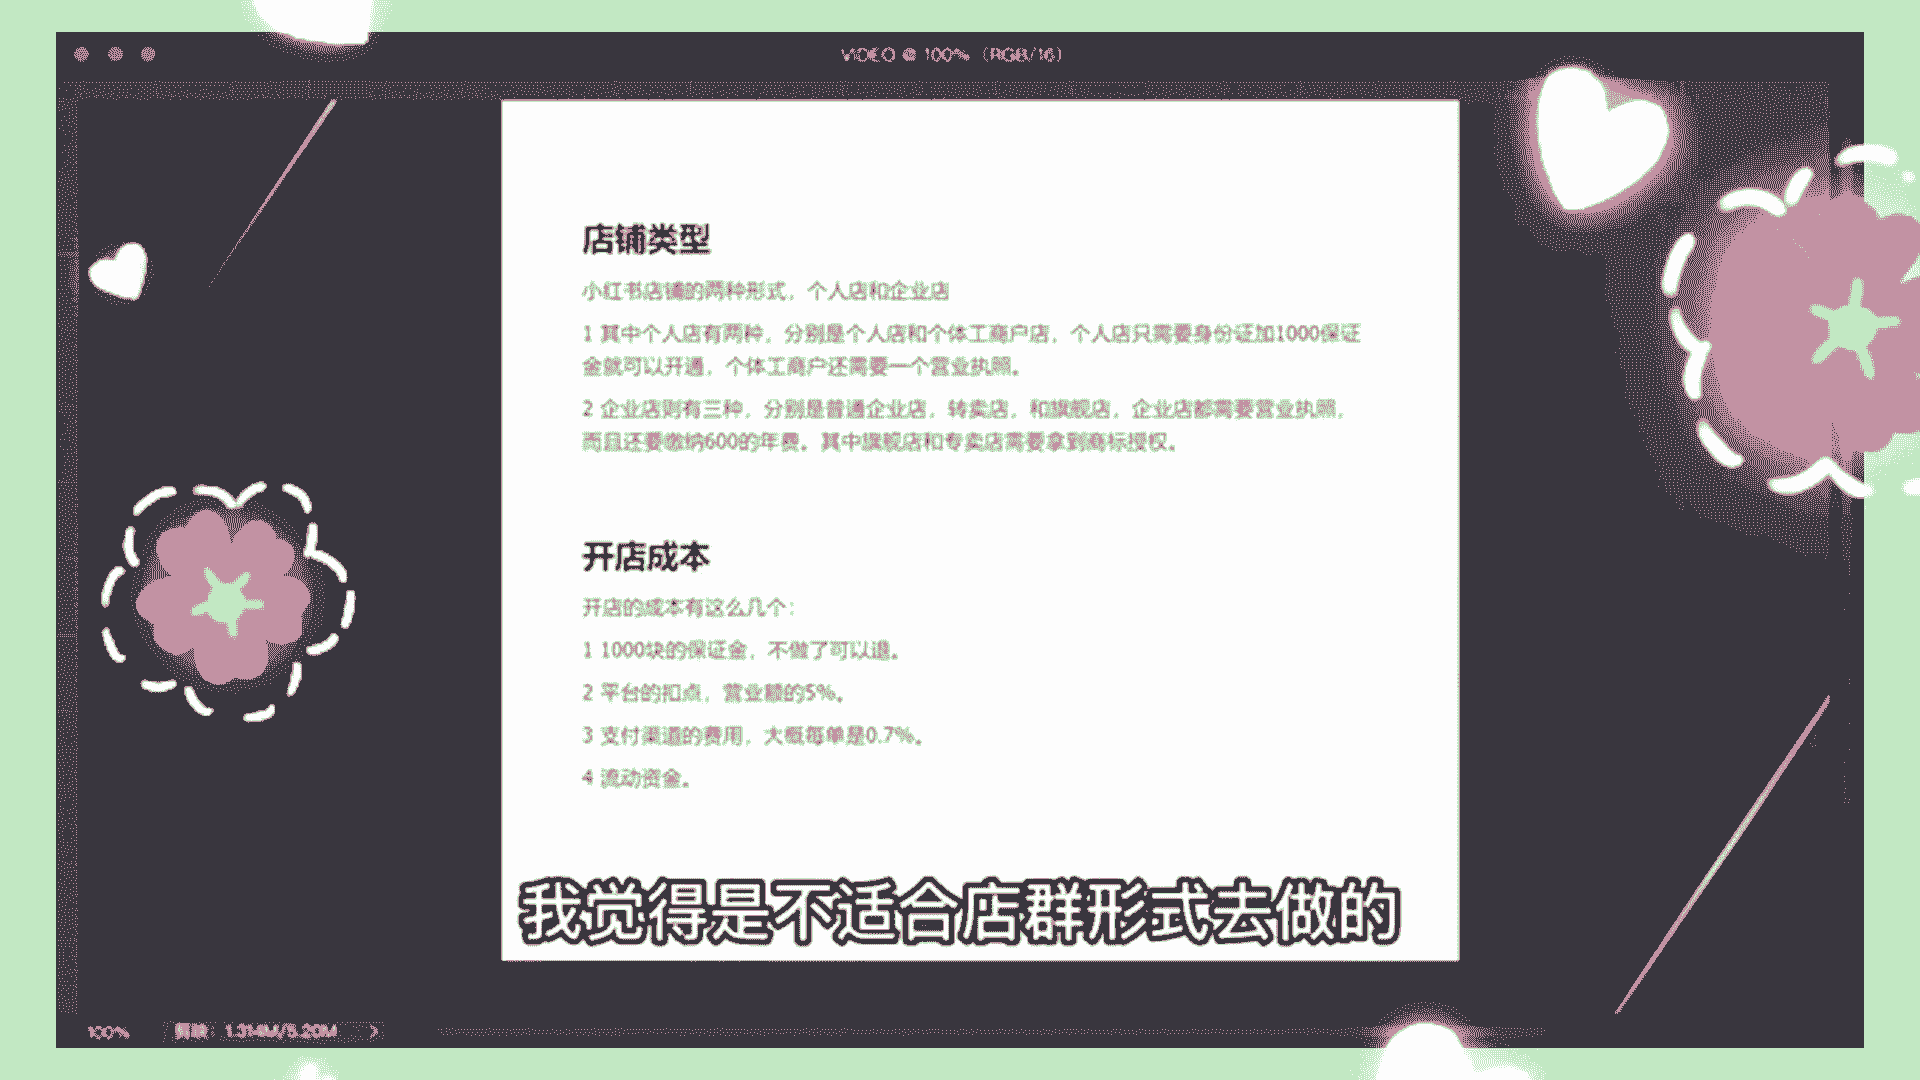 VIDEO @ 100% (RGB/16)
店铺类型
小红书店铺的两种形式，个人店和企业店
1 其中个人店有两种，分别是个人店和个体工商户店，个人店只需要身份证加1000保证
金就可以开通，个体工商户还需要一个营业执照。
2 企业店则有三种，分别是普通企业店，转卖店，和旗舰店，企业店都需要营业执照，
而且还要缴纳600的年费。其中旗舰店和专卖店需要拿到商标授权。
开店成本
开店的成本有这么几个：
1 1000块的保证金，不做了可以退。
2 平台的扣点，营业额的5%。
3 支付渠道的费用，大概每单是0.7%。
4 流动资金。
我觉得是不适合店群形式去做的
100% 剪映：1.31MM/5.20M >